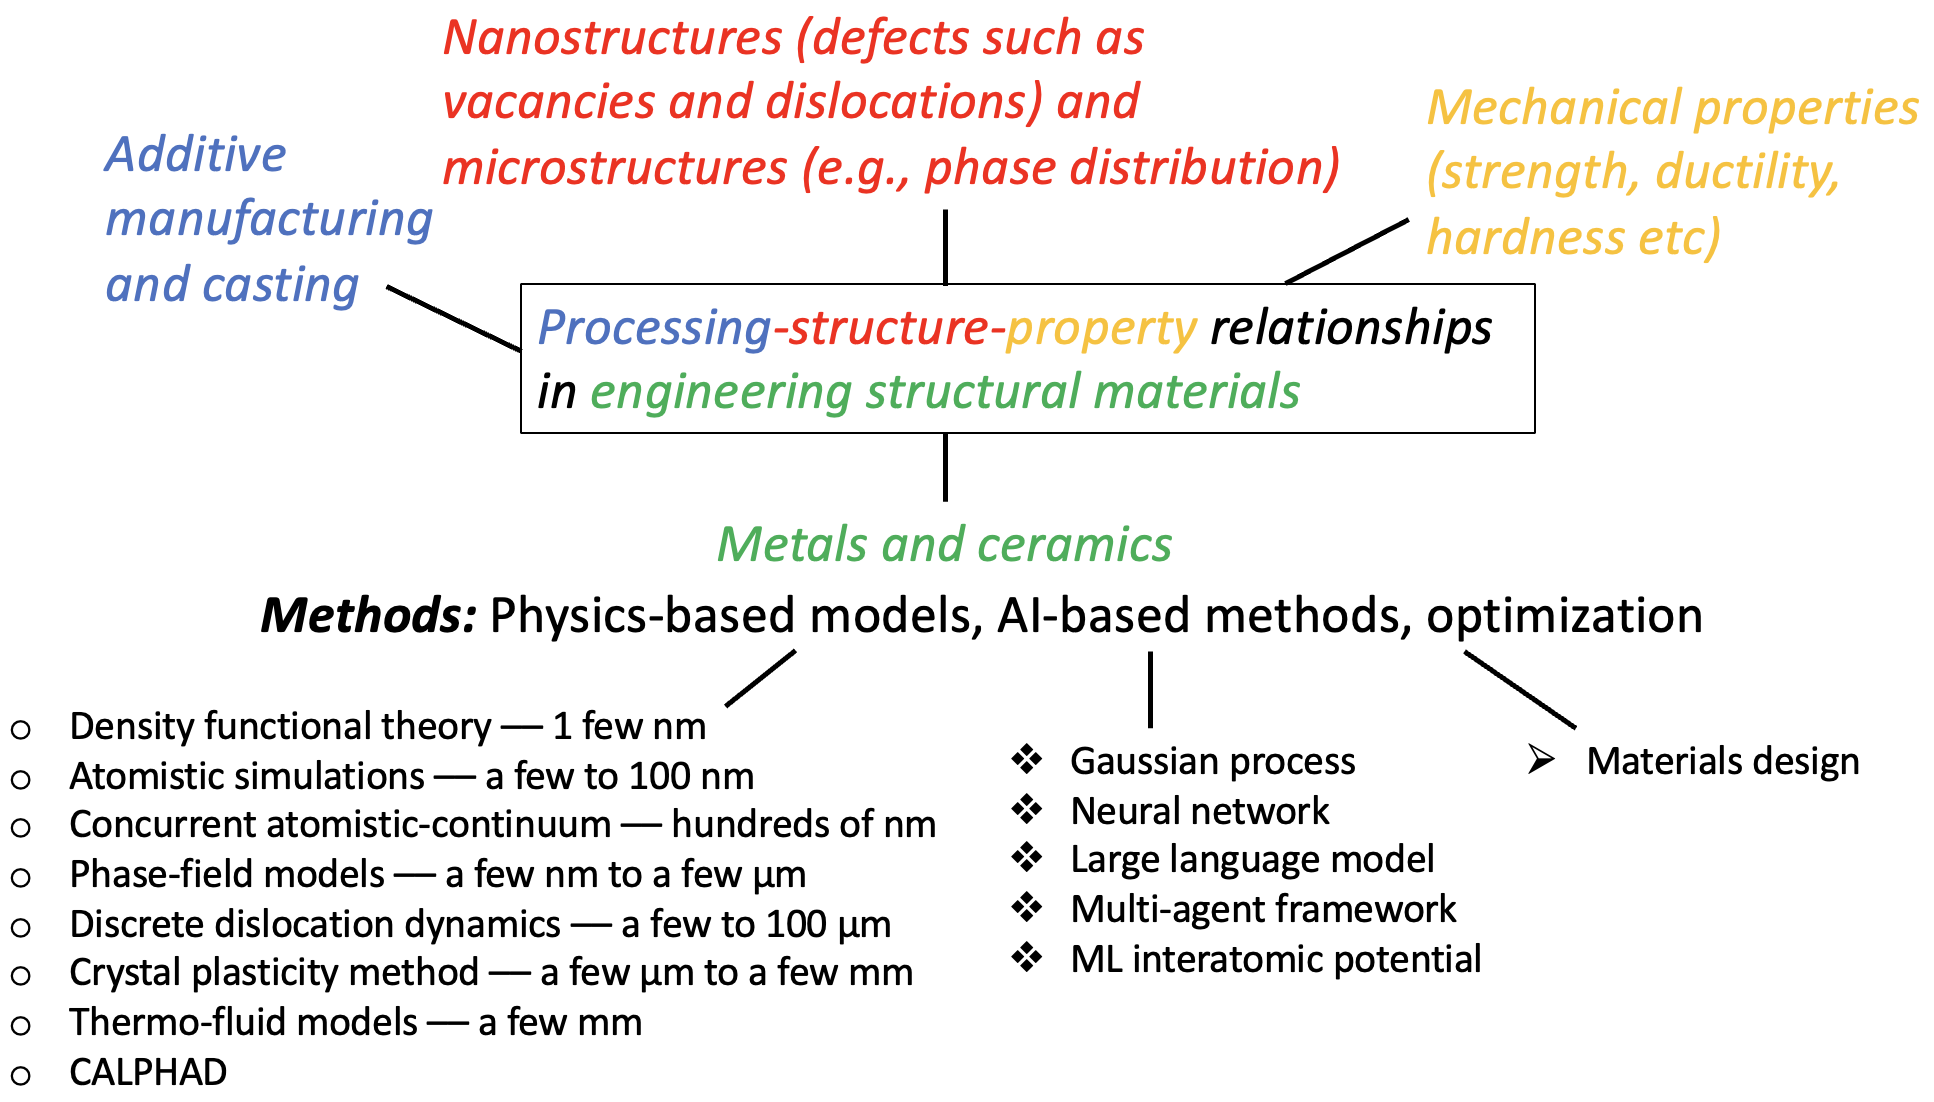 Nanostructures (defects such as
vacancies and dislocations) and
microstructures (e.g., phase distribution)
Additive
manufacturing
and casting
Mechanical properties
(strength, ductility,
hardness etc)
Processing-structure-property relationships
in engineering structural materials
Metals and ceramics
Methods: Physics-based models, AI-based methods, optimization
Density functional theory — 1 few nm
Atomistic simulations — a few to 100 nm
Concurrent atomistic-continuum — hundreds of nm
Phase-field models — a few nm to a few μm
Discrete dislocation dynamics — a few to 100 μm
Crystal plasticity method — a few μm to a few mm
Thermo-fluid models — a few mm
CALPHAD
Gaussian process
Neural network
Large language model
Multi-agent framework
ML interatomic potential
Materials design